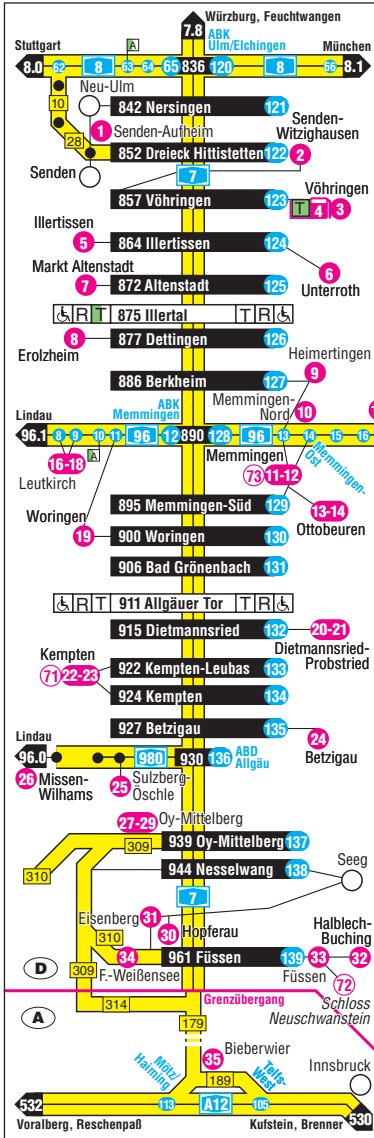 Würzburg, Feuchtwangen
7.8
ABK
Ulm/Elchingen
Stuttgart
München
A
8.0 62 8 63 64 65 836 120 8 66 8.1
Neu-Ulm
10
842 Nersingen 121
1 Senden-Aufheim
Senden-
Witzighausen
28
852 Dreieck Hittistetten 122 2
Senden
7
Vöhringen
857 Vöhringen 123 T 4 3
Illertissen
5 864 Illertissen 124
Markt Altenstadt
6
7 872 Altenstadt 125
Unterroth
R T 875 Illertal T R
8 877 Dettingen 126
Erolzheim
Heimertingen
9
886 Berkheim 127
ABK
Memmingen
Memmingen-
Nord 10
Lindau
96.1 8 9 10 11 96 12 890 128 96 13 14 15 16
A
16-18
Leutkirch
Memmingen
73 11-12
Memmingen-
Ost
Woringen
895 Memmingen-Süd 129
13-14
Ottobeuren
19
900 Woringen 130
906 Bad Grönenbach 131
R T 911 Allgäuer Tor T R
915 Dietmannsried 132 20-21
Dietmannsried-
Probstried
Kempten
71 22-23
922 Kempten-Leubas 133
924 Kempten 134
927 Betzigau 135
24
Betzigau
Lindau
96.0 980 930 136 ABD
Allgäu
26 Missen-
Wilhams
25 Sulzberg-
Öschle
27-29 Oy-Mittelberg
309
939 Oy-Mittelberg 137
310
944 Nesselwang 138
Seeg
7
Eisenberg 31
30 Hopferau
310
Halblech-
Buching
34
961 Füssen 139 33 32
F.-Weißensee
Füssen
72
D
309
Schloss
Neuschwanstein
Grenzübergang
A
314
179
Bieberwier
35
Mötz/
Haiming
189
Telfs-
West
Innsbruck
532 113 A12 105 530
Voralberg, Reschenpaß
Kufstein, Brenner